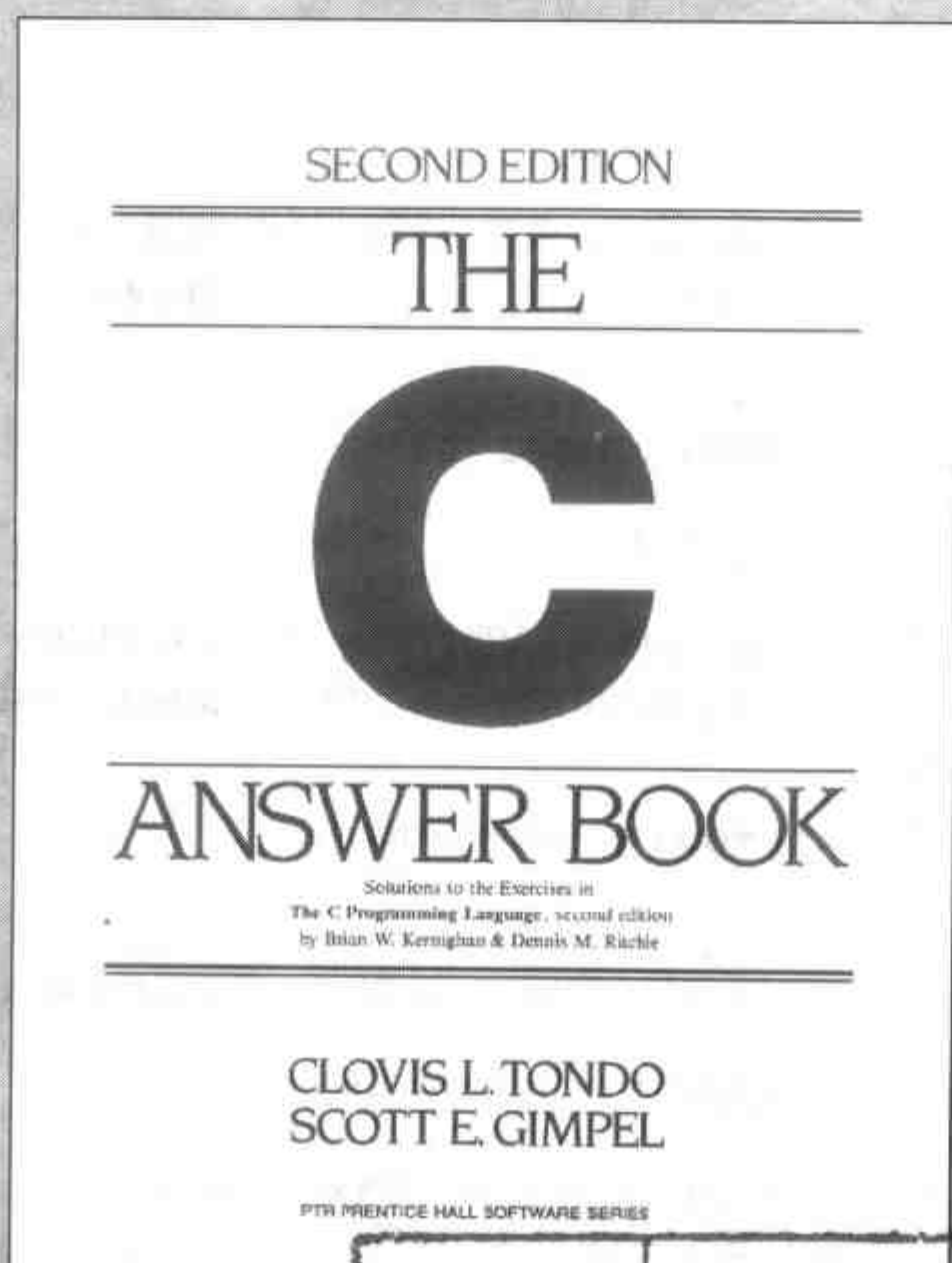 SECOND EDITION
THE
C
ANSWER BOOK
Solutions to the Exercises in
The C Programming Language, second edition
by Brian W. Kernighan & Dennis M. Ritchie
CLOVIS L. TONDO
SCOTT E. GIMPEL
PTR PRENTICE HALL SOFTWARE SERIES